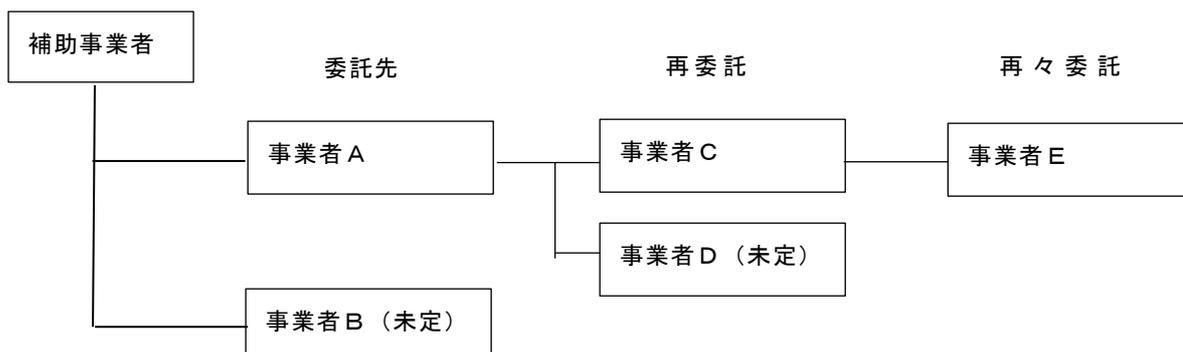 補助事業者
委託先
再委託
再々委託
事業者A
事業者C
事業者E
事業者D（未定）
事業者B（未定）